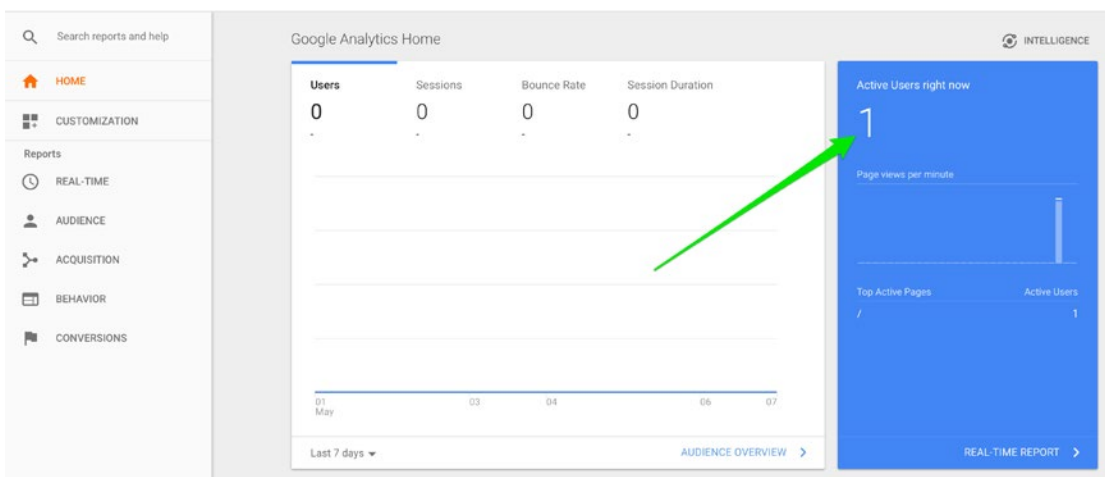 Search reports and help
HOME
CUSTOMIZATION
Reports
REAL-TIME
AUDIENCE
ACQUISITION
BEHAVIOR
CONVERSIONS
Google Analytics Home
INTELLIGENCE
Users Sessions Bounce Rate Session Duration
0 0 0 0
- - - -
01 03 04 06 07
May
Last 7 days
AUDIENCE OVERVIEW
Active Users right now
1
Page views per minute
Top Active Pages Active Users
/ 1
REAL-TIME REPORT